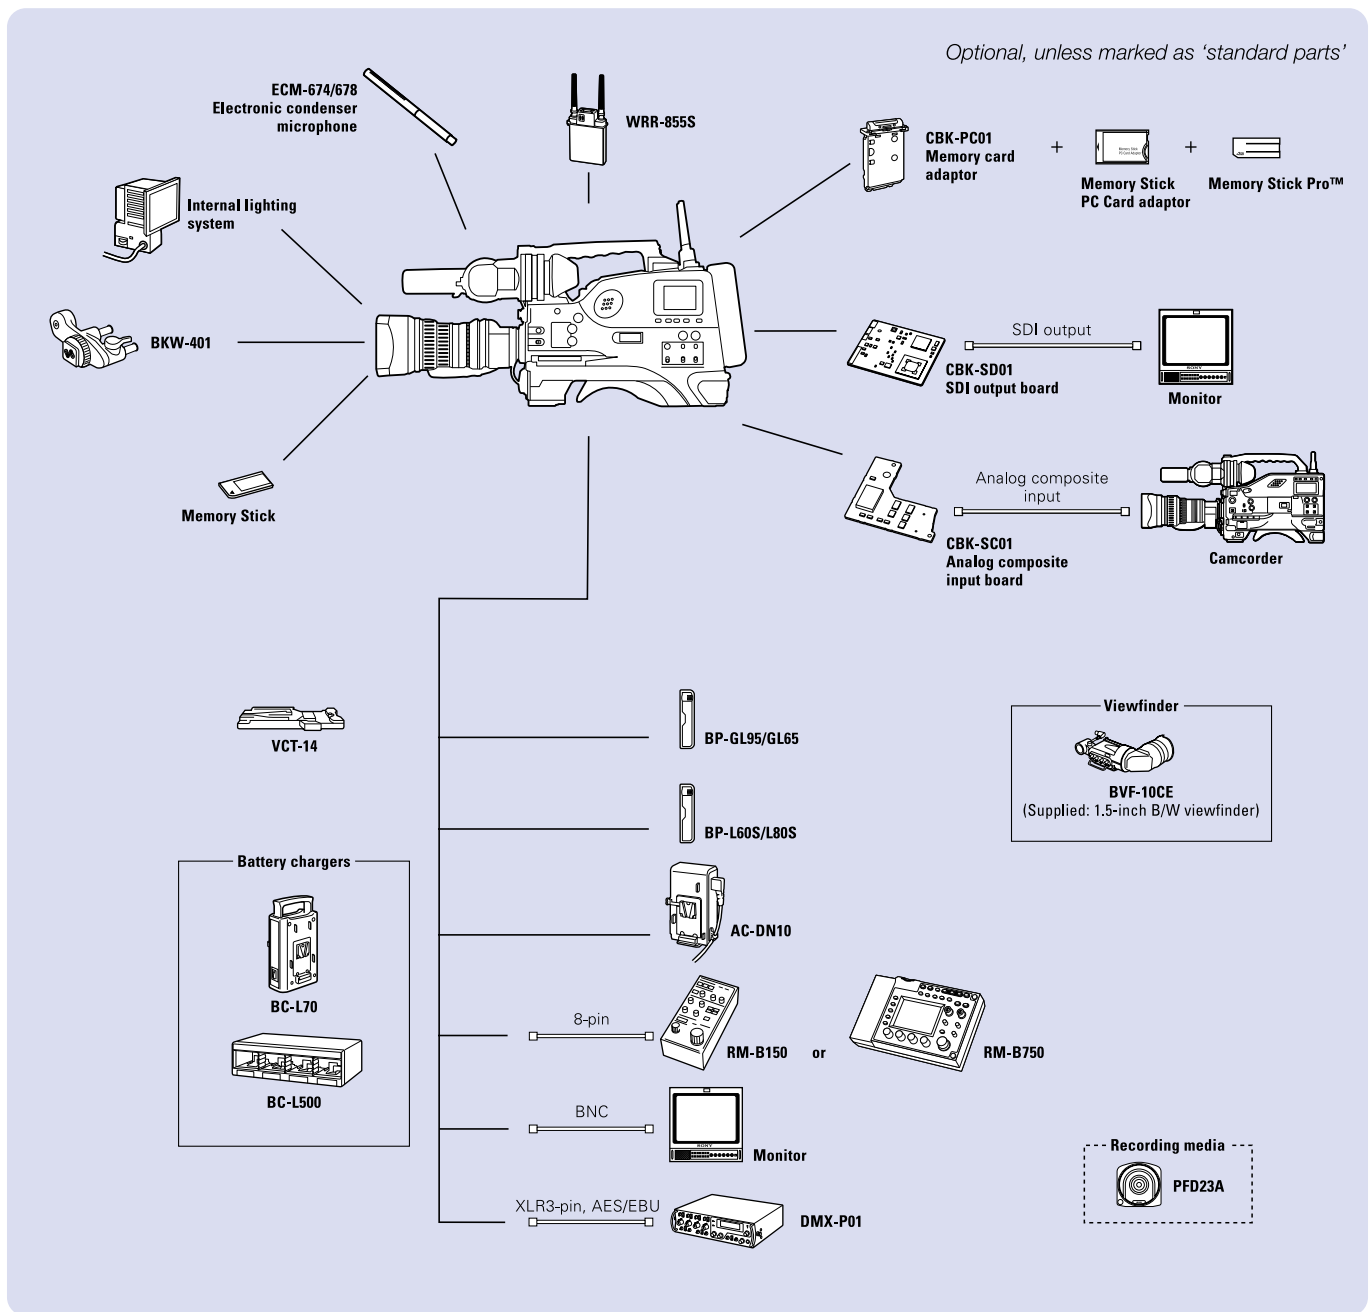 Optional, unless marked as ‘standard parts’
ECM-674/678
Electronic condenser
microphone
WRR-855S
CBK-PC01
Memory card
adaptor
+
Memory Stick
PC Card adaptor
+
Memory Stick Pro™
Internal lighting
system
BKW-401
Memory Stick
CBK-SD01
SDI output board
SDI output
SONY
Monitor
CBK-SC01
Analog composite
input board
Analog composite
input
Camcorder
VCT-14
BP-GL95/GL65
Viewfinder
BVF-10CE
(Supplied: 1.5-inch B/W viewfinder)
BP-L60S/L80S
Battery chargers
BC-L70
BC-L500
AC-DN10
8-pin
RM-B150
or
RM-B750
BNC
SONY
Monitor
XLR3-pin, AES/EBU
DMX-P01
Recording media
PFD23A